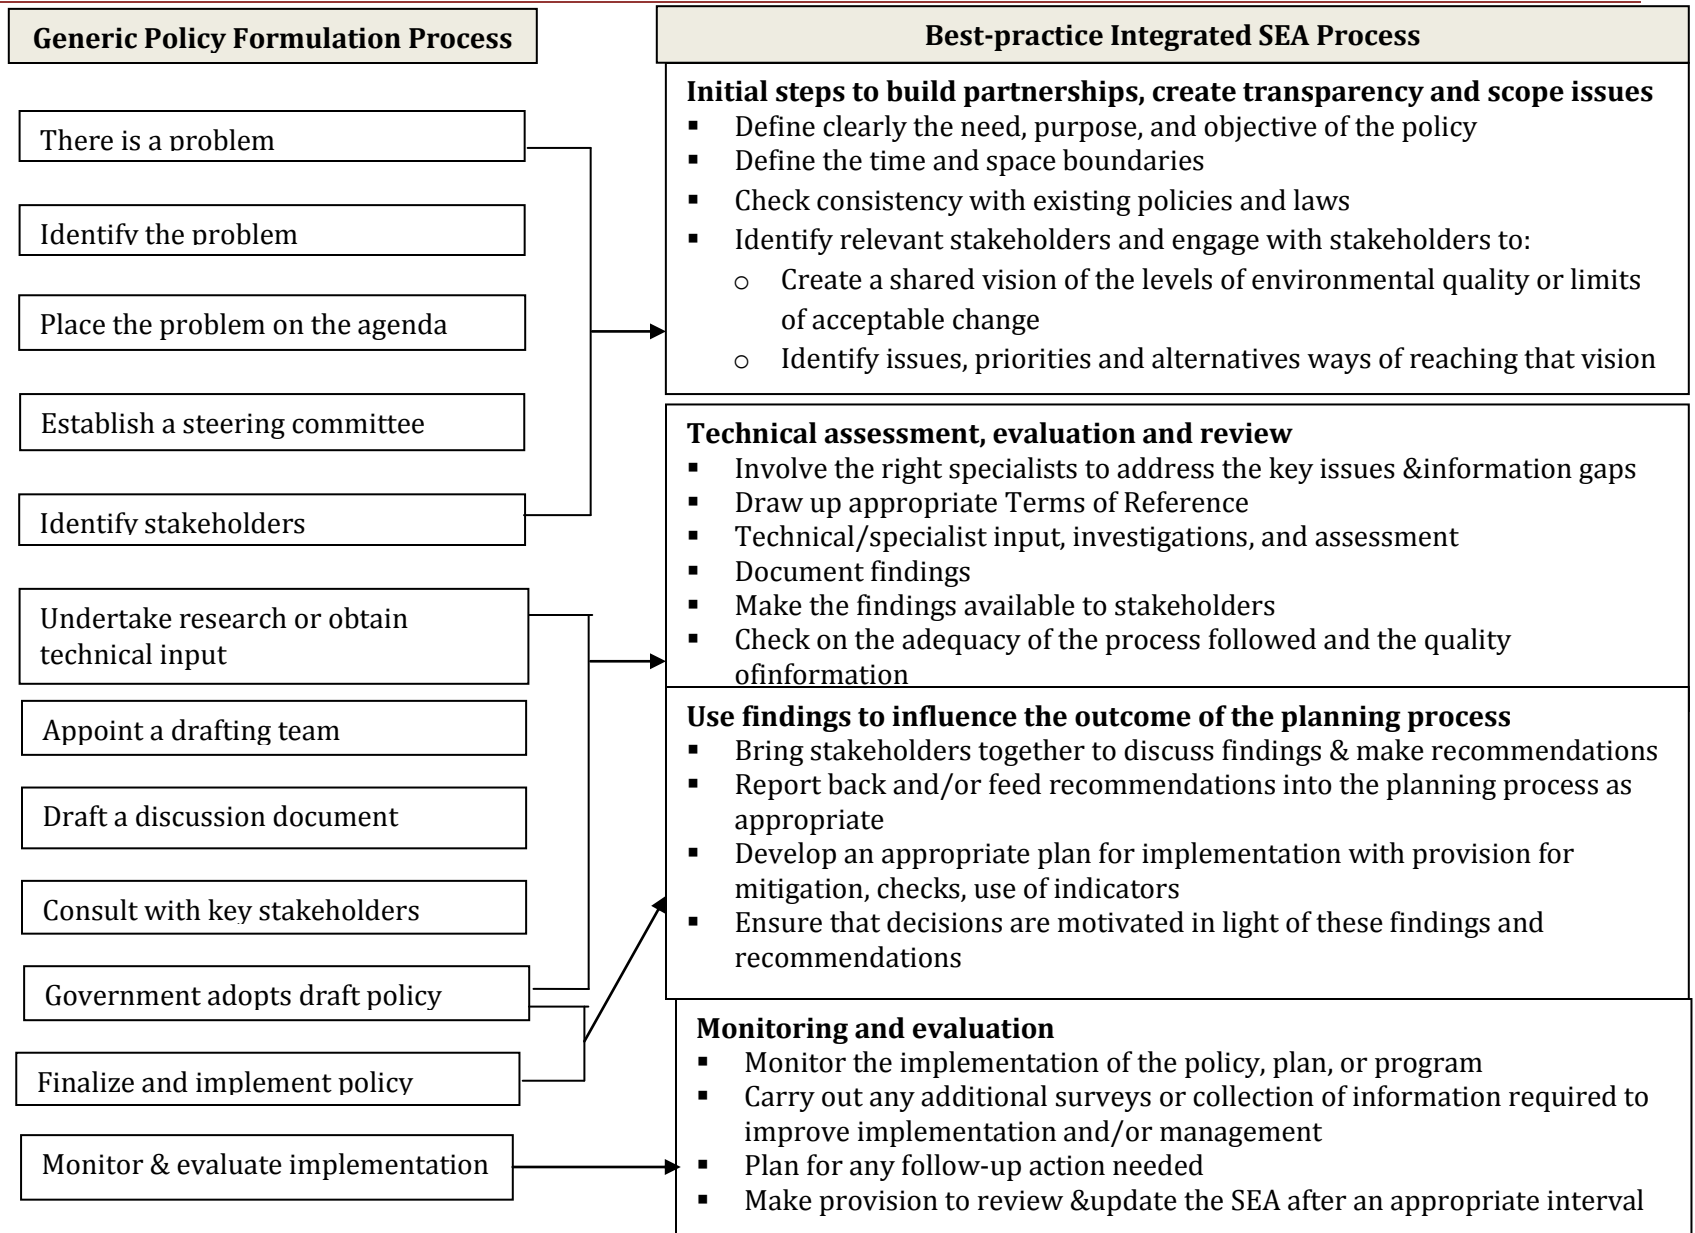 Generic Policy Formulation Process
There is a problem
Identify the problem
Place the problem on the agenda
Establish a steering committee
Identify stakeholders
Undertake research or obtain
technical input
Appoint a drafting team
Draft a discussion document
Consult with key stakeholders
Government adopts draft policy
Finalize and implement policy
Monitor & evaluate implementation
Best-practice Integrated SEA Process
Initial steps to build partnerships, create transparency and scope issues
▪ Define clearly the need, purpose, and objective of the policy
▪ Define the time and space boundaries
▪ Check consistency with existing policies and laws
▪ Identify relevant stakeholders and engage with stakeholders to:
o Create a shared vision of the levels of environmental quality or limits
of acceptable change
o Identify issues, priorities and alternatives ways of reaching that vision
Technical assessment, evaluation and review
▪ Involve the right specialists to address the key issues &information gaps
▪ Draw up appropriate Terms of Reference
▪ Technical/specialist input, investigations, and assessment
▪ Document findings
▪ Make the findings available to stakeholders
▪ Check on the adequacy of the process followed and the quality
ofinformation
Use findings to influence the outcome of the planning process
▪ Bring stakeholders together to discuss findings & make recommendations
▪ Report back and/or feed recommendations into the planning process as
appropriate
▪ Develop an appropriate plan for implementation with provision for
mitigation, checks, use of indicators
▪ Ensure that decisions are motivated in light of these findings and
recommendations
Monitoring and evaluation
▪ Monitor the implementation of the policy, plan, or program
▪ Carry out any additional surveys or collection of information required to
improve implementation and/or management
▪ Plan for any follow-up action needed
▪ Make provision to review &update the SEA after an appropriate interval